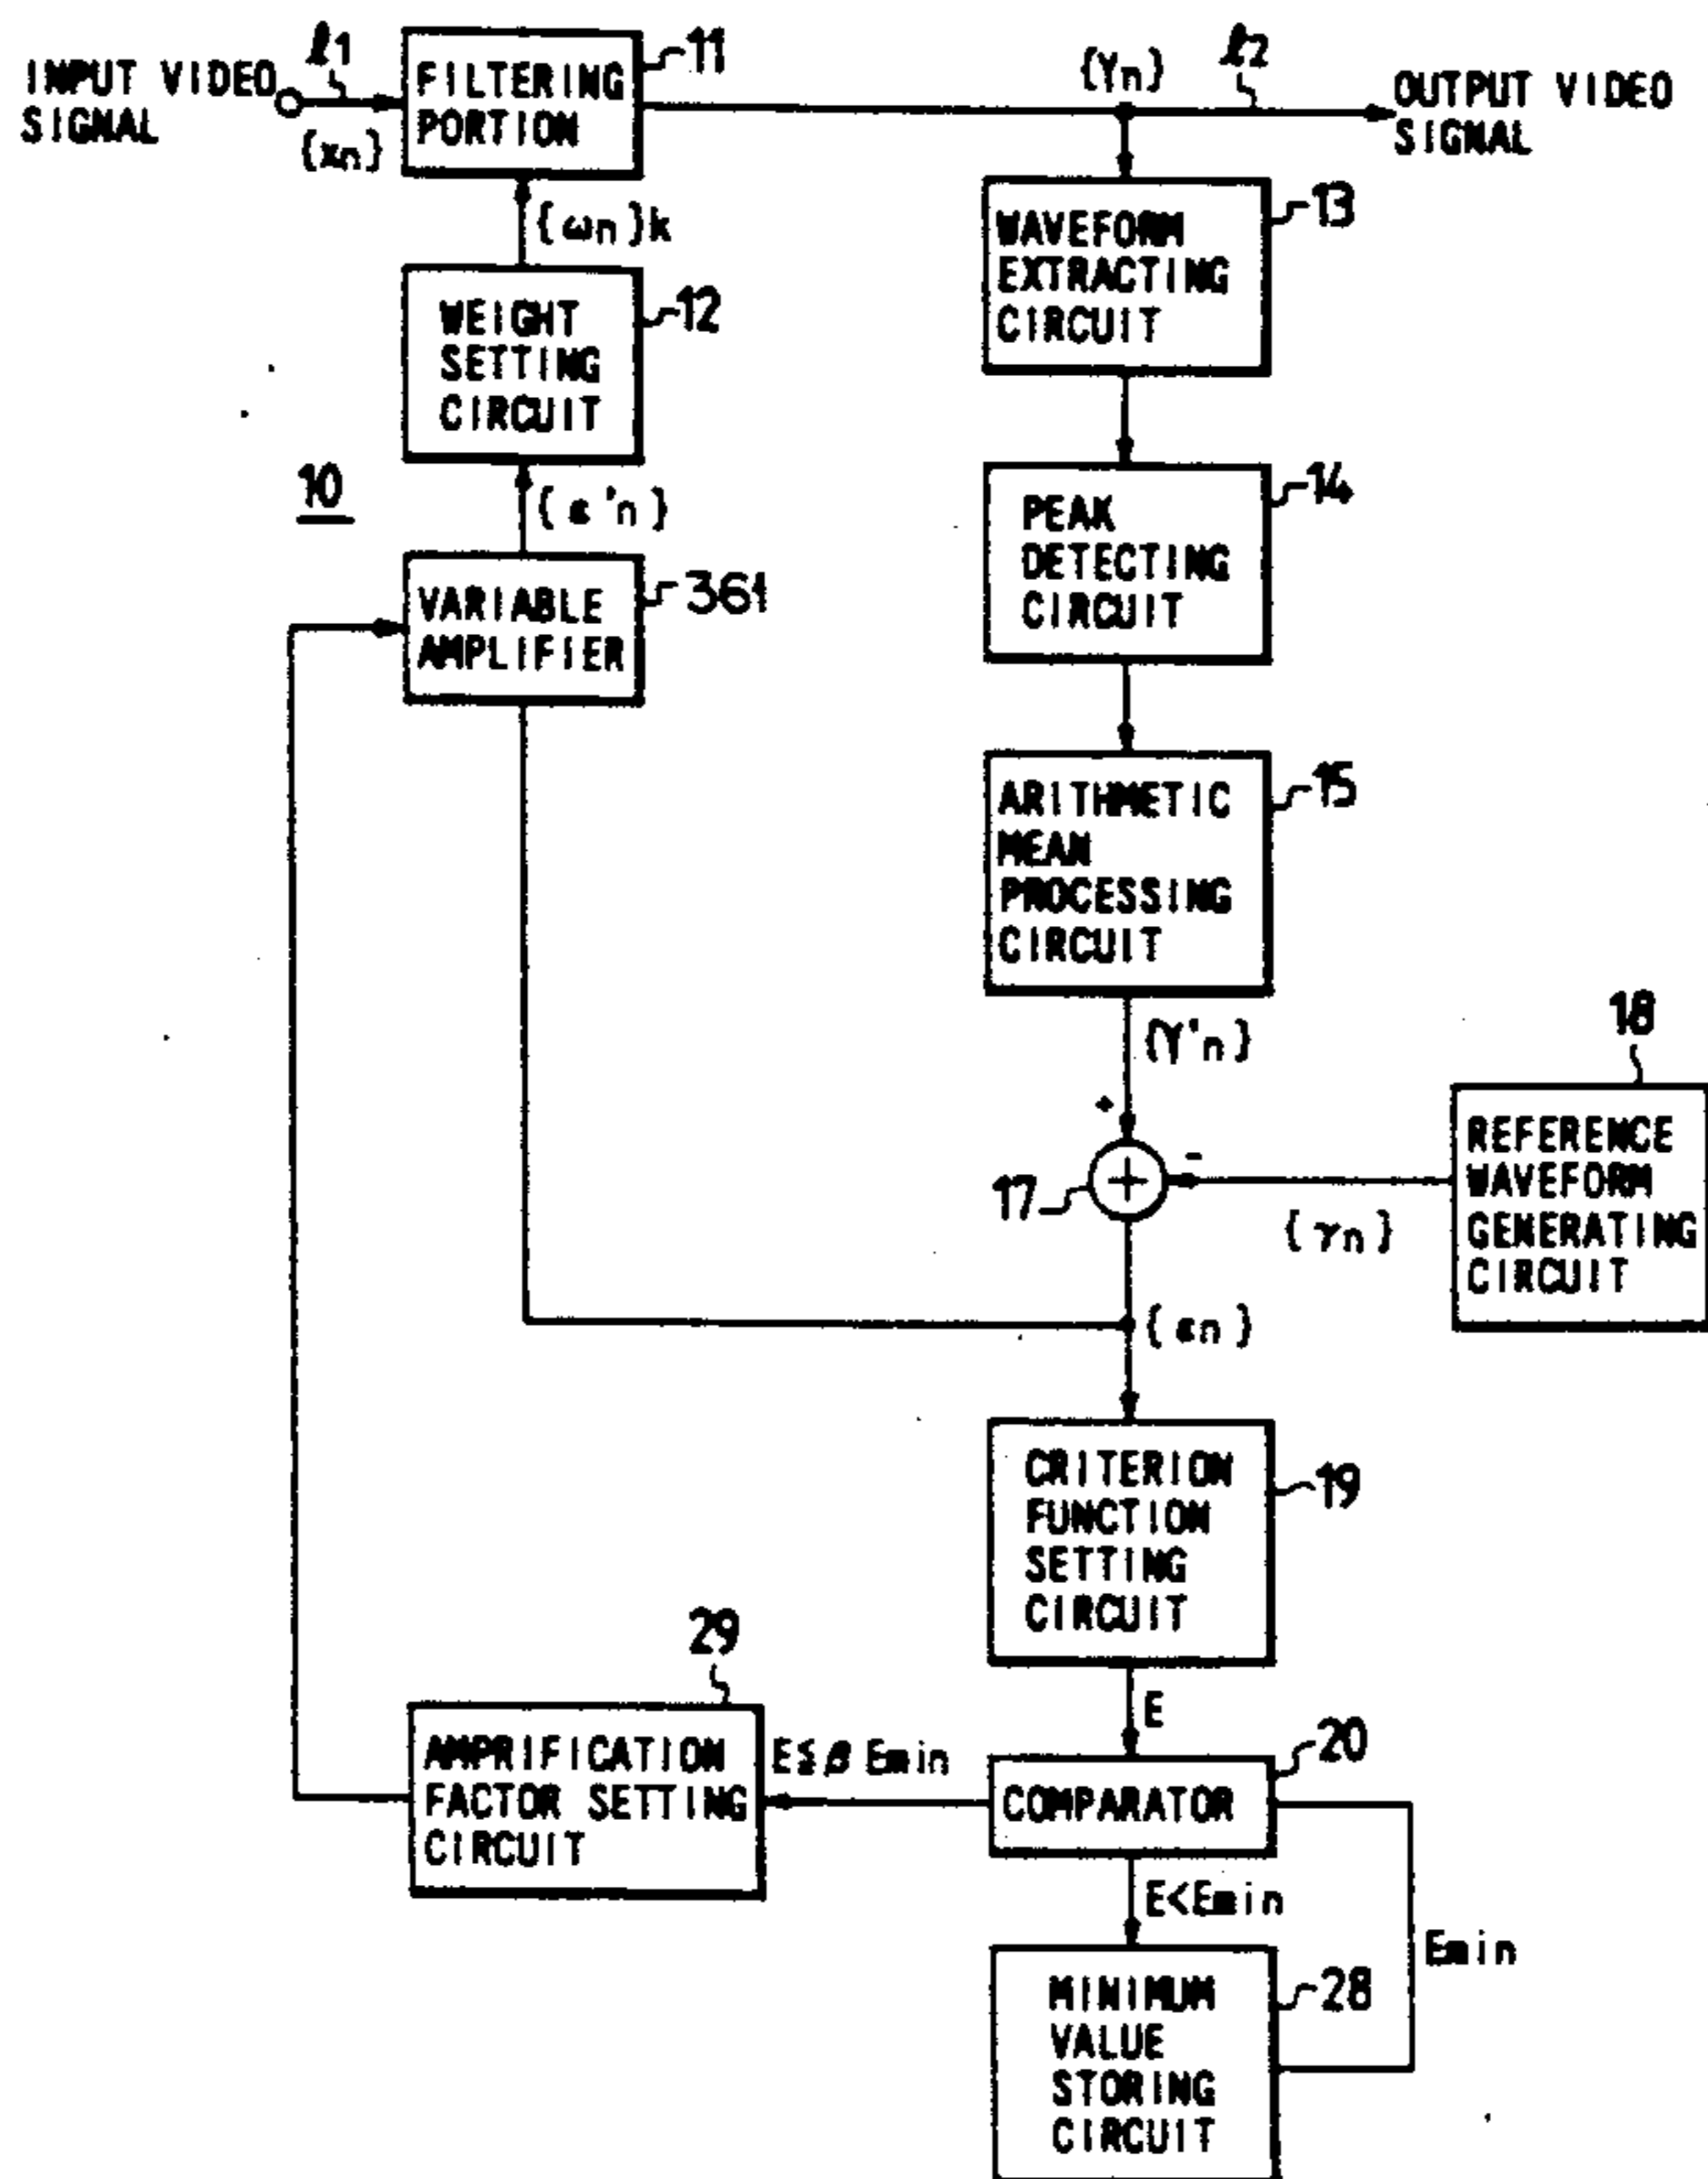 INPUT VIDEO
SIGNAL
ℓ1
{xn}
FILTERING
PORTION
11
{Yn}
ℓ2
OUTPUT VIDEO
SIGNAL
{ωn}k
WEIGHT
SETTING
CIRCUIT
12
WAVEFORM
EXTRACTING
CIRCUIT
13
10
{ε'n}
VARIABLE
AMPLIFIER
361
PEAK
DETECTING
CIRCUIT
14
ARITHMETIC
MEAN
PROCESSING
CIRCUIT
15
{Y'n}
+
-
17
{γn}
18
REFERENCE
WAVEFORM
GENERATING
CIRCUIT
{εn}
CRITERION
FUNCTION
SETTING
CIRCUIT
19
E
29
AMPRIFICATION
FACTOR SETTING
CIRCUIT
E≦β Emin
COMPARATOR
20
E<Emin
Emin
MINIMUM
VALUE
STORING
CIRCUIT
28